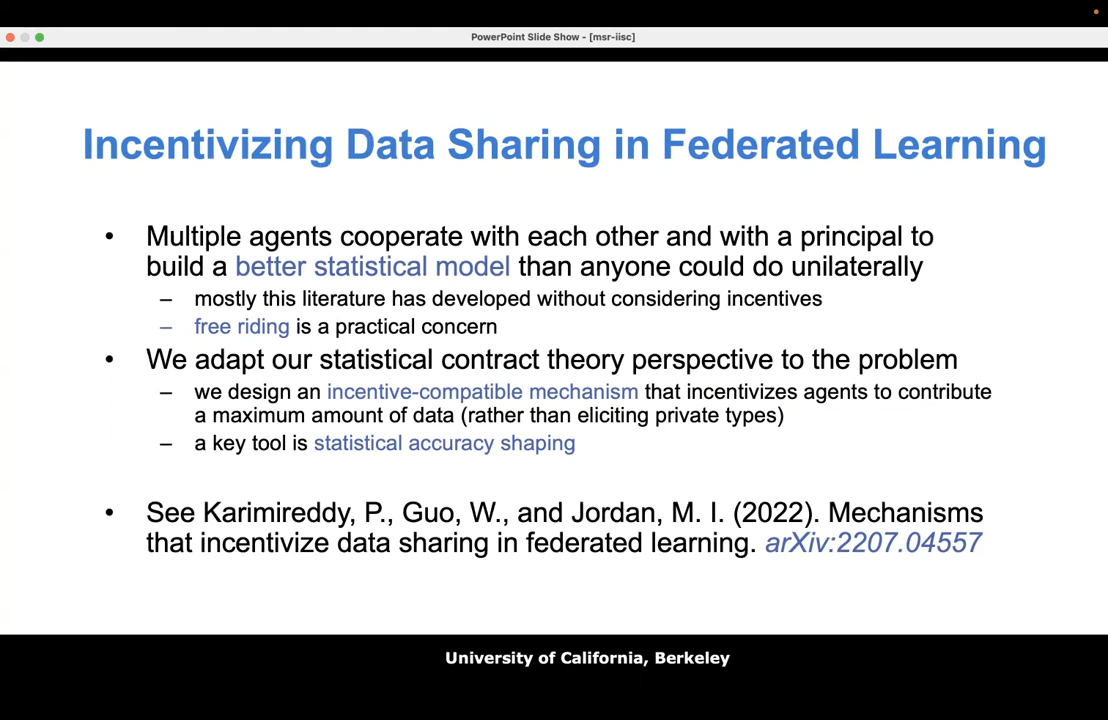 PowerPoint Slide Show - [msr-iisc]
Incentivizing Data Sharing in Federated Learning
• Multiple agents cooperate with each other and with a principal to
build a better statistical model than anyone could do unilaterally
– mostly this literature has developed without considering incentives
– free riding is a practical concern
• We adapt our statistical contract theory perspective to the problem
– we design an incentive-compatible mechanism that incentivizes agents to contribute
a maximum amount of data (rather than eliciting private types)
– a key tool is statistical accuracy shaping
• See Karimireddy, P., Guo, W., and Jordan, M. I. (2022). Mechanisms
that incentivize data sharing in federated learning. arXiv:2207.04557
University of California, Berkeley